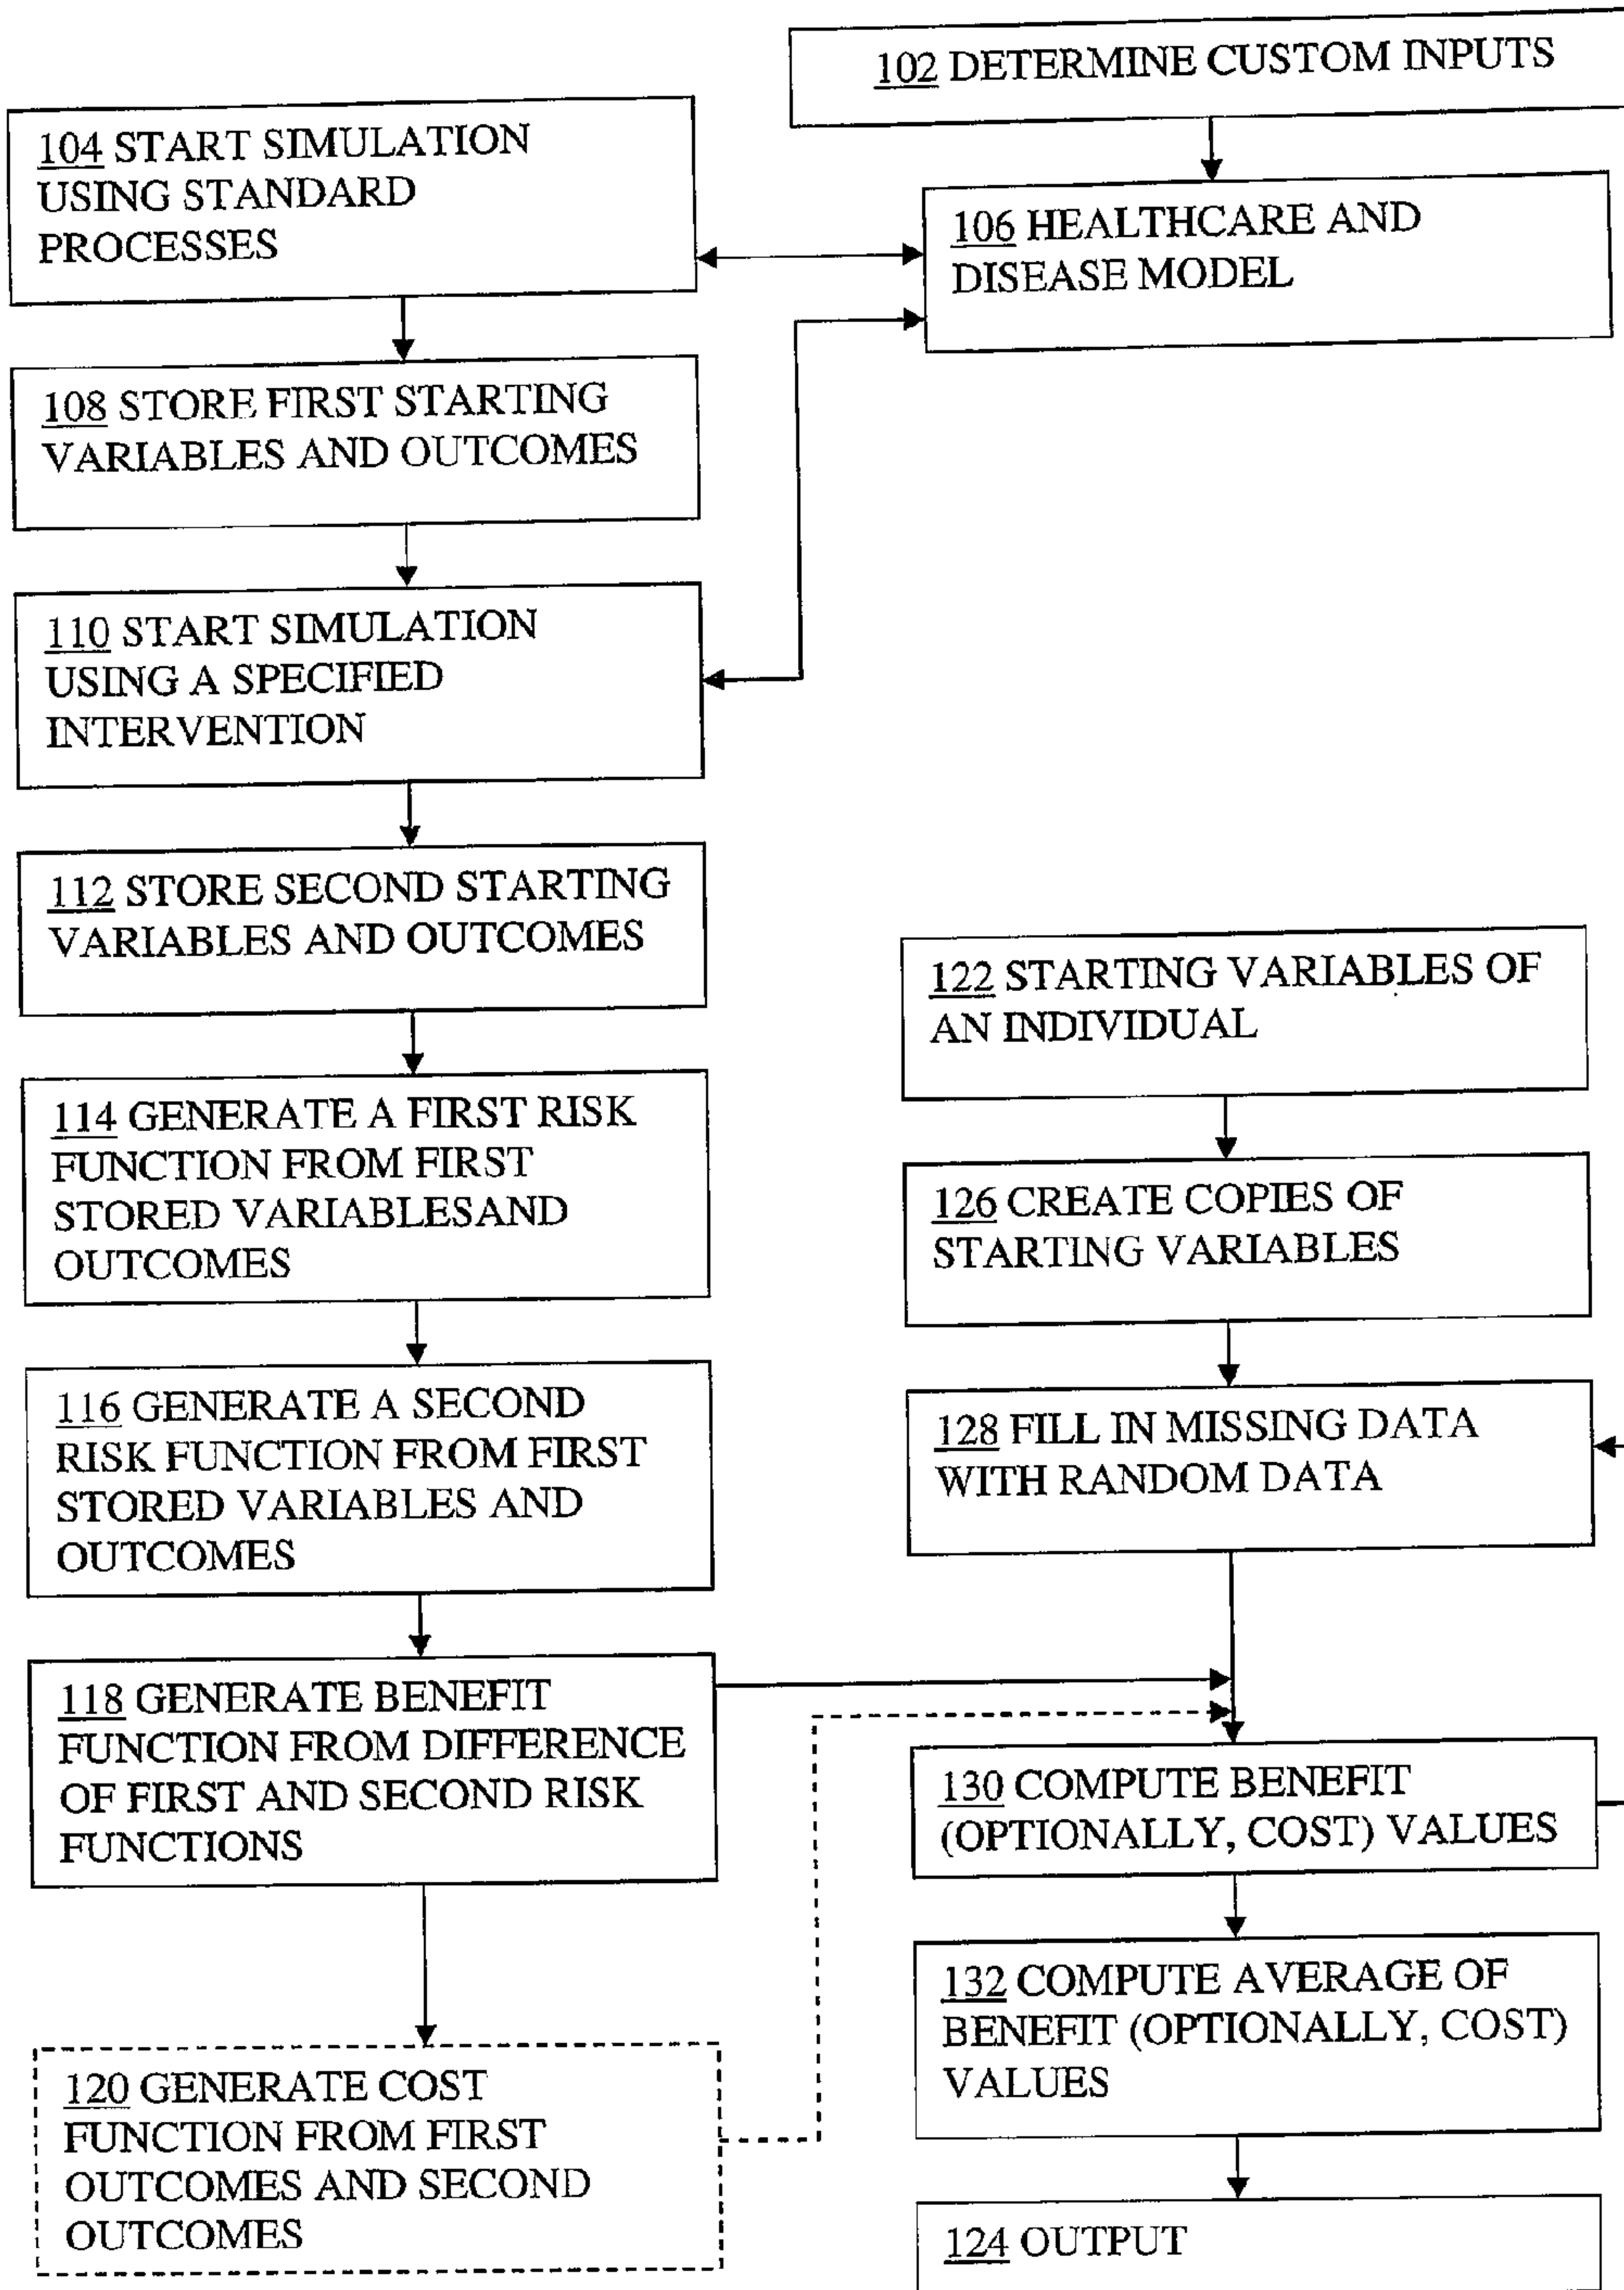 102 DETERMINE CUSTOM INPUTS
104 START SIMULATION
USING STANDARD
PROCESSES
106 HEALTHCARE AND
DISEASE MODEL
108 STORE FIRST STARTING
VARIABLES AND OUTCOMES
110 START SIMULATION
USING A SPECIFIED
INTERVENTION
112 STORE SECOND STARTING
VARIABLES AND OUTCOMES
114 GENERATE A FIRST RISK
FUNCTION FROM FIRST
STORED VARIABLESAND
OUTCOMES
116 GENERATE A SECOND
RISK FUNCTION FROM FIRST
STORED VARIABLES AND
OUTCOMES
118 GENERATE BENEFIT
FUNCTION FROM DIFFERENCE
OF FIRST AND SECOND RISK
FUNCTIONS
120 GENERATE COST
FUNCTION FROM FIRST
OUTCOMES AND SECOND
OUTCOMES
122 STARTING VARIABLES OF
AN INDIVIDUAL
126 CREATE COPIES OF
STARTING VARIABLES
128 FILL IN MISSING DATA
WITH RANDOM DATA
130 COMPUTE BENEFIT
(OPTIONALLY, COST) VALUES
132 COMPUTE AVERAGE OF
BENEFIT (OPTIONALLY, COST)
VALUES
124 OUTPUT